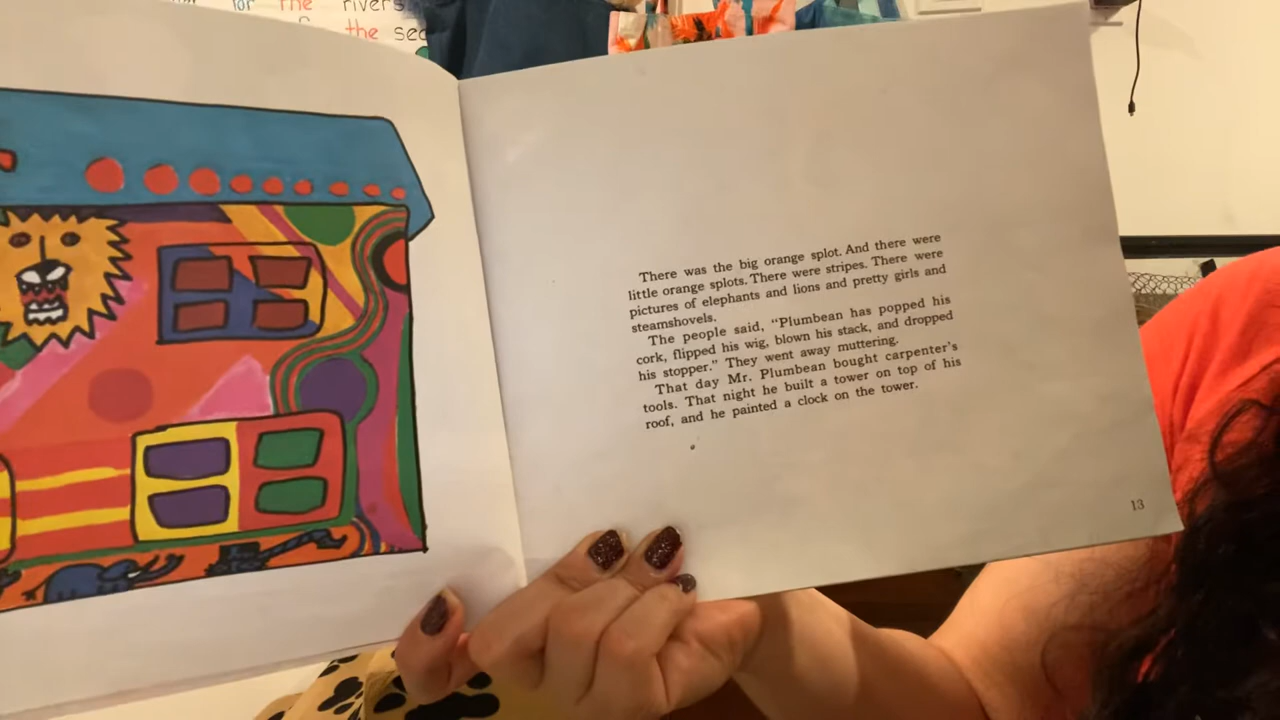 for the rivers
the sec
There was the big orange splot. And there were
little orange splots. There were stripes. There were
pictures of elephants and lions and pretty girls and
steamshovels.
The people said, "Plumbean has popped his
cork, flipped his wig, blown his stack, and dropped
his stopper." They went away muttering.
That day Mr. Plumbean bought carpenter's
tools. That night he built a tower on top of his
roof, and he painted a clock on the tower.
13